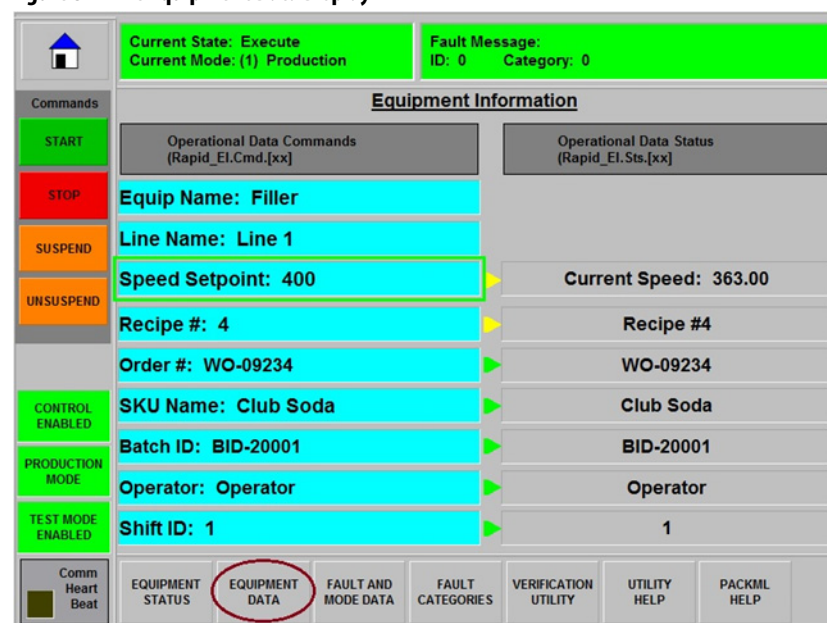 Current State: Execute
Current Mode: (1) Production
Fault Message:
ID: 0 Category: 0
Commands
START
STOP
SUSPEND
UNSUSPEND
CONTROL
ENABLED
PRODUCTION
MODE
TEST MODE
ENABLED
Comm
Heart
Beat
Equipment Information
Operational Data Commands
(Rapid_EI.Cmd.[xx]
Operational Data Status
(Rapid_EI.Sts.[xx]
Equip Name: Filler
Line Name: Line 1
Speed Setpoint: 400
Current Speed: 363.00
Recipe #: 4
Recipe #4
Order #: WO-09234
WO-09234
SKU Name: Club Soda
Club Soda
Batch ID: BID-20001
BID-20001
Operator: Operator
Operator
Shift ID: 1
1
EQUIPMENT
STATUS
EQUIPMENT
DATA
FAULT AND
MODE DATA
FAULT
CATEGORIES
VERIFICATION
UTILITY
UTILITY
HELP
PACKML
HELP